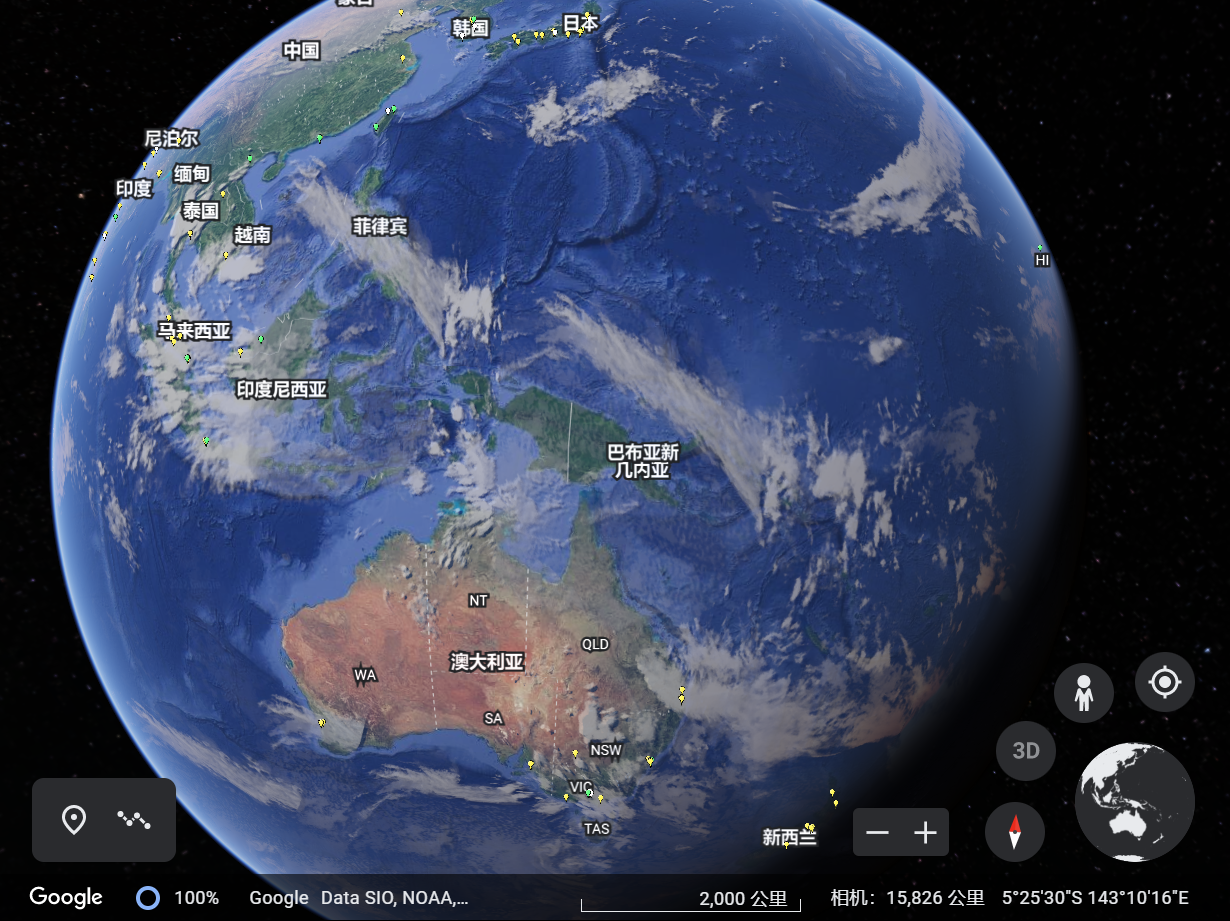 韩国
日本
中国
尼泊尔
缅甸
印度
泰国
越南
菲律宾
HI
马来西亚
印度尼西亚
巴布亚新
几内亚
NT
QLD
澳大利亚
WA
SA
NSW
VIC
TAS
新西兰
3D
Google 100% Google Data SIO, NOAA,... 2,000 公里 相机: 15,826 公里 5°25'30"S 143°10'16"E